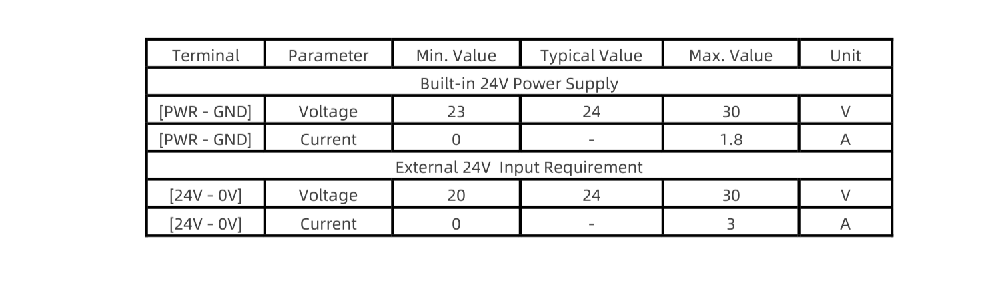 Terminal Parameter Min. Value Typical Value Max. Value Unit
Built-in 24V Power Supply
[PWR - GND] Voltage 23 24 30 V
[PWR - GND] Current 0 - 1.8 A
External 24V  Input Requirement
[24V - 0V] Voltage 20 24 30 V
[24V - 0V] Current 0 - 3 A